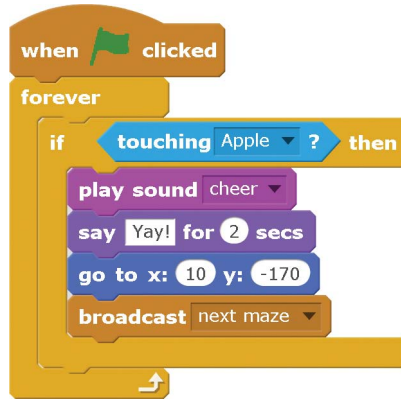 when clicked
forever
if touching Apple ? then
play sound cheer
say Yay! for 2 secs
go to x: 10 y: -170
broadcast next maze